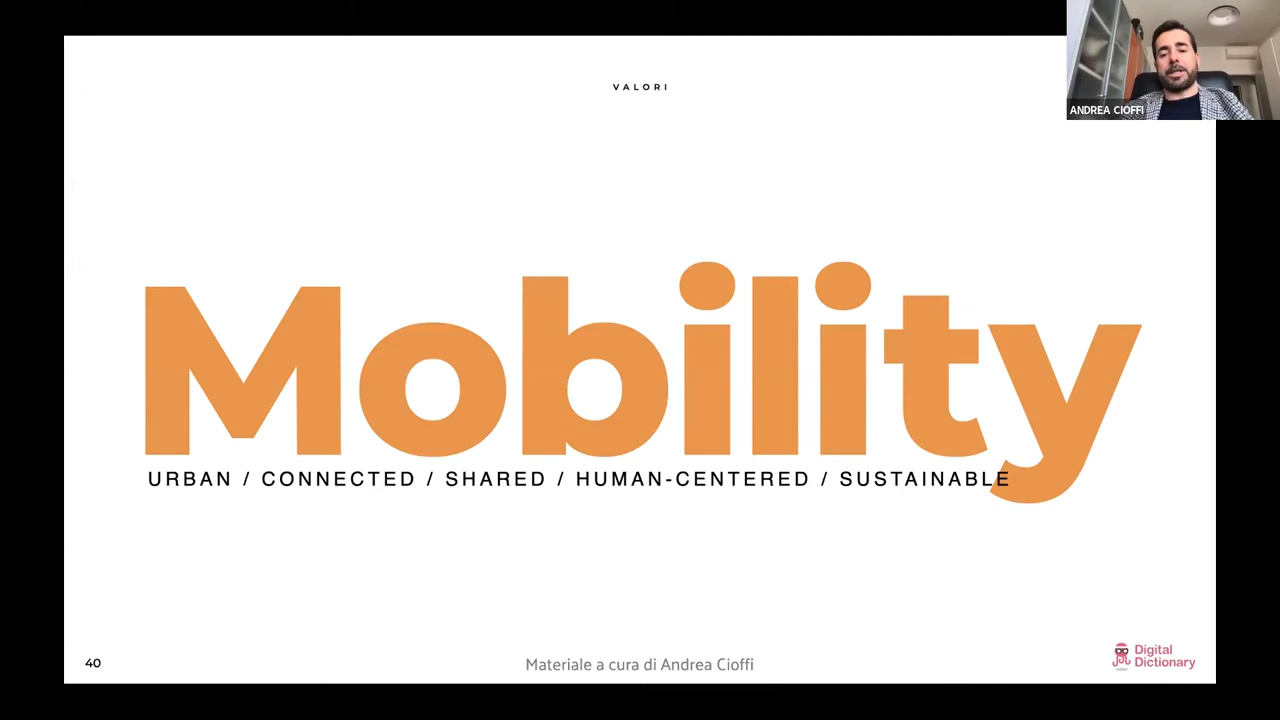 VALORI
ANDREA CIOFFI
Mobility
URBAN / CONNECTED / SHARED / HUMAN-CENTERED / SUSTAINABLE
40
Materiale a cura di Andrea Cioffi
Digital
Dictionary